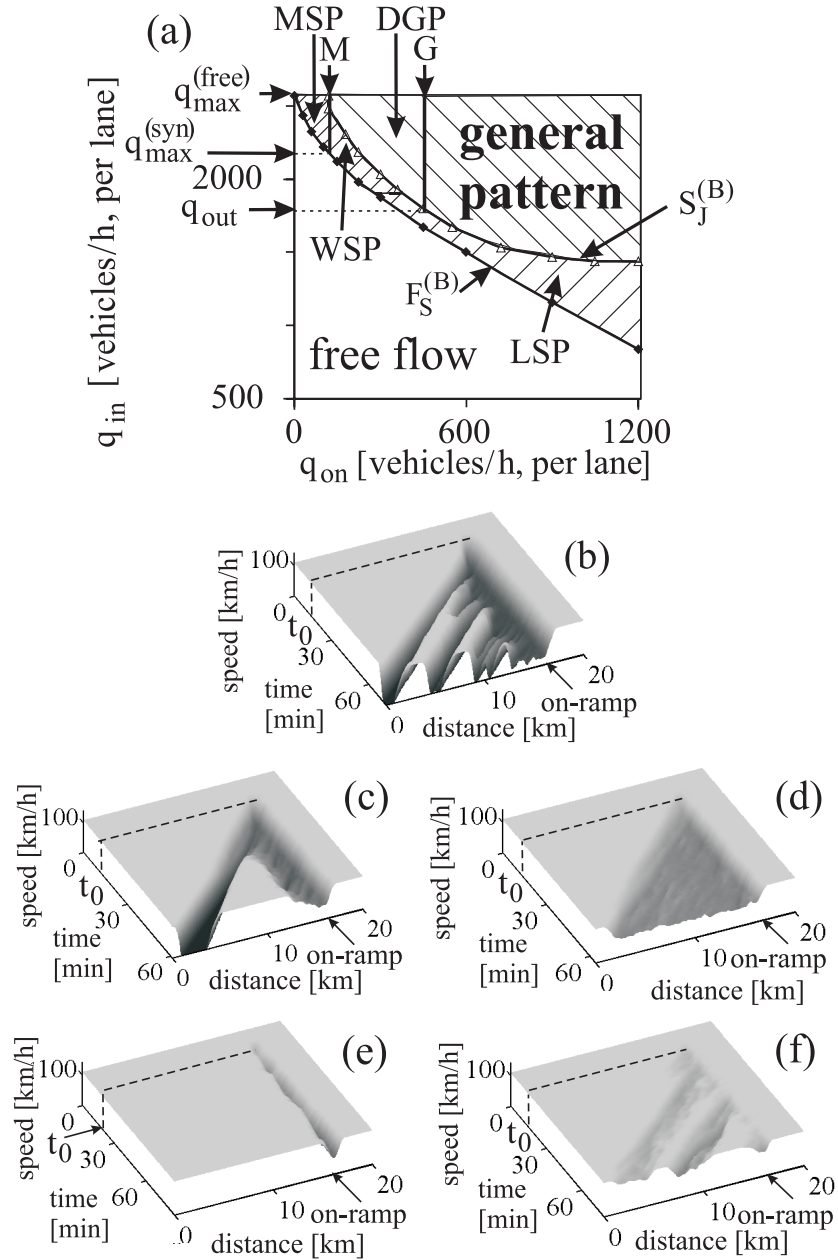 (a)
MSP DGP
M G
q_max^(free)
q_max^(syn)
2000
q_out
500
q_in [vehicles/h, per lane]
general
pattern
WSP
S_J^(B)
F_S^(B)
free flow
LSP
0 600 1200
q_on [vehicles/h, per lane]
(b)
100
speed [km/h]
0
t_0
30
60
time
[min]
0 10 20
on-ramp
distance [km]
(c)
100
speed [km/h]
0
t_0
30
60
time
[min]
0 10 20
on-ramp
distance [km]
(d)
100
speed [km/h]
0
t_0
30
60
time
[min]
0 10 20
on-ramp
distance [km]
(e)
100
speed [km/h]
0
t_0
30
60
time
[min]
0 10 20
on-ramp
distance [km]
(f)
100
speed [km/h]
0
t_0
30
60
time
[min]
0 10 20
on-ramp
distance [km]